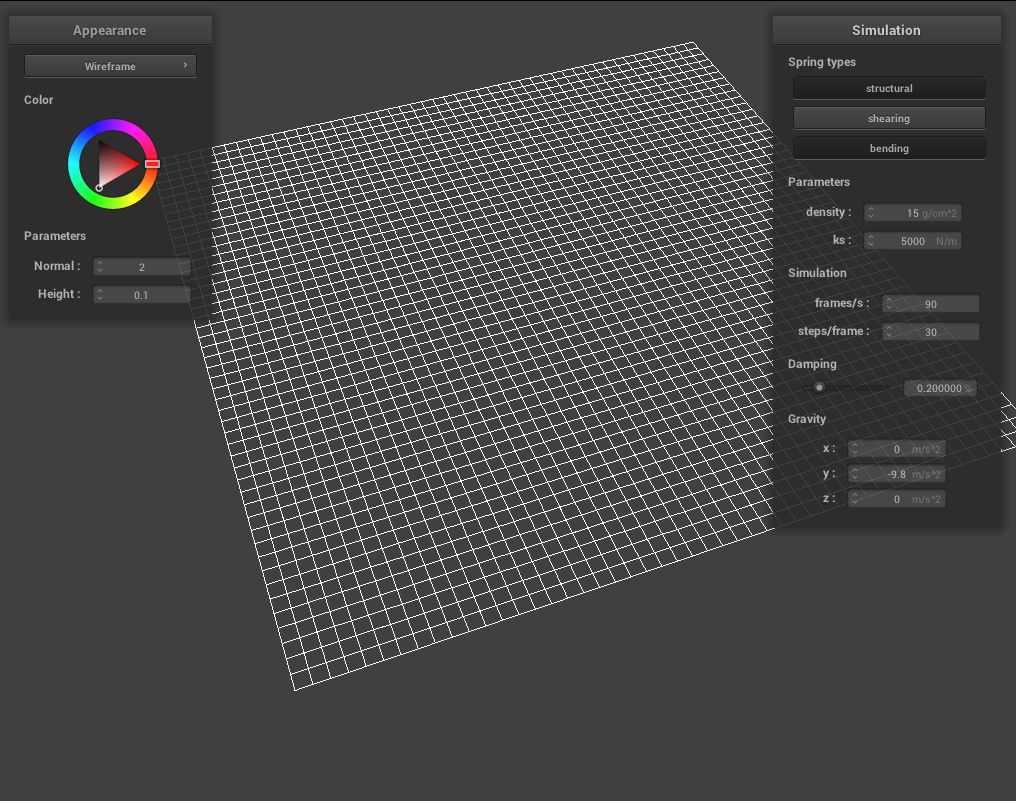 Appearance
Wireframe
Color
Parameters
Normal : 2
Height : 0.1
Simulation
Spring types
structural
shearing
bending
Parameters
density : 15 g/cm^2
ks : 5000 N/m
Simulation
frames/s : 90
steps/frame : 30
Damping
0.200000 %
Gravity
x : 0 m/s^2
y : -9.8 m/s^2
z : 0 m/s^2